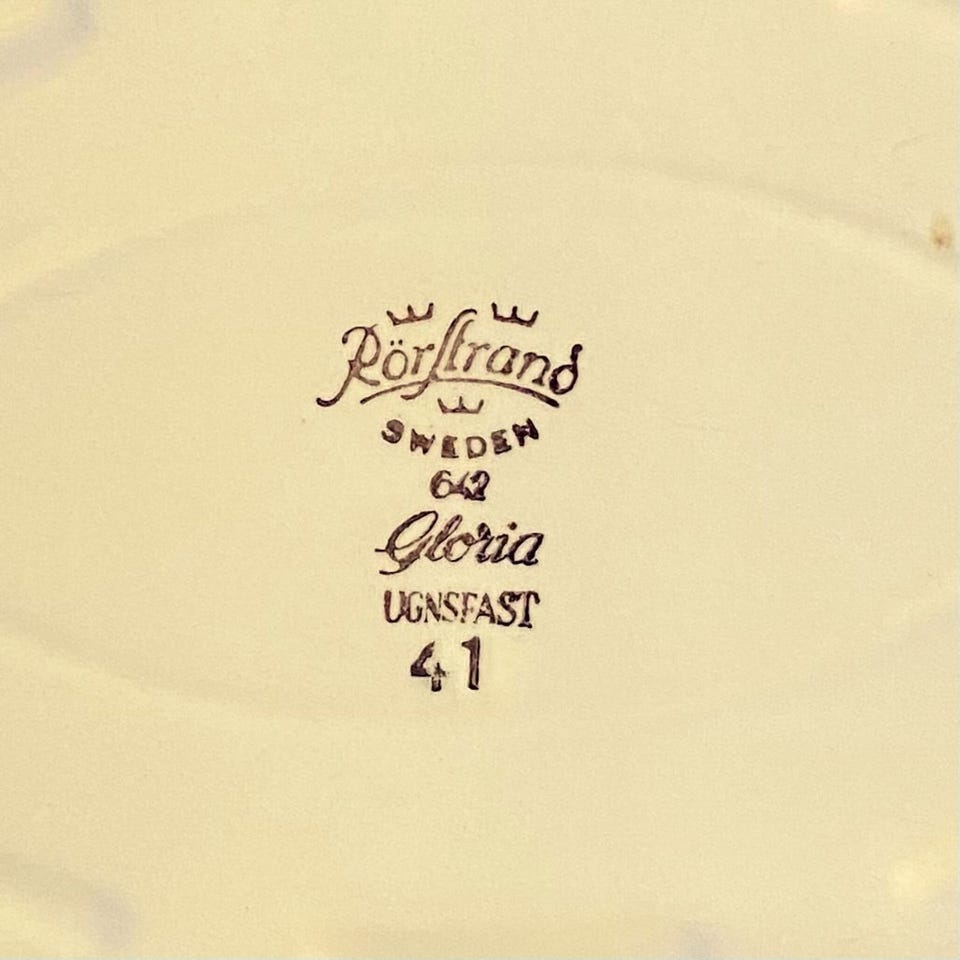 Rörstrand
SWEDEN
642
Gloria
UGNSFAST
41